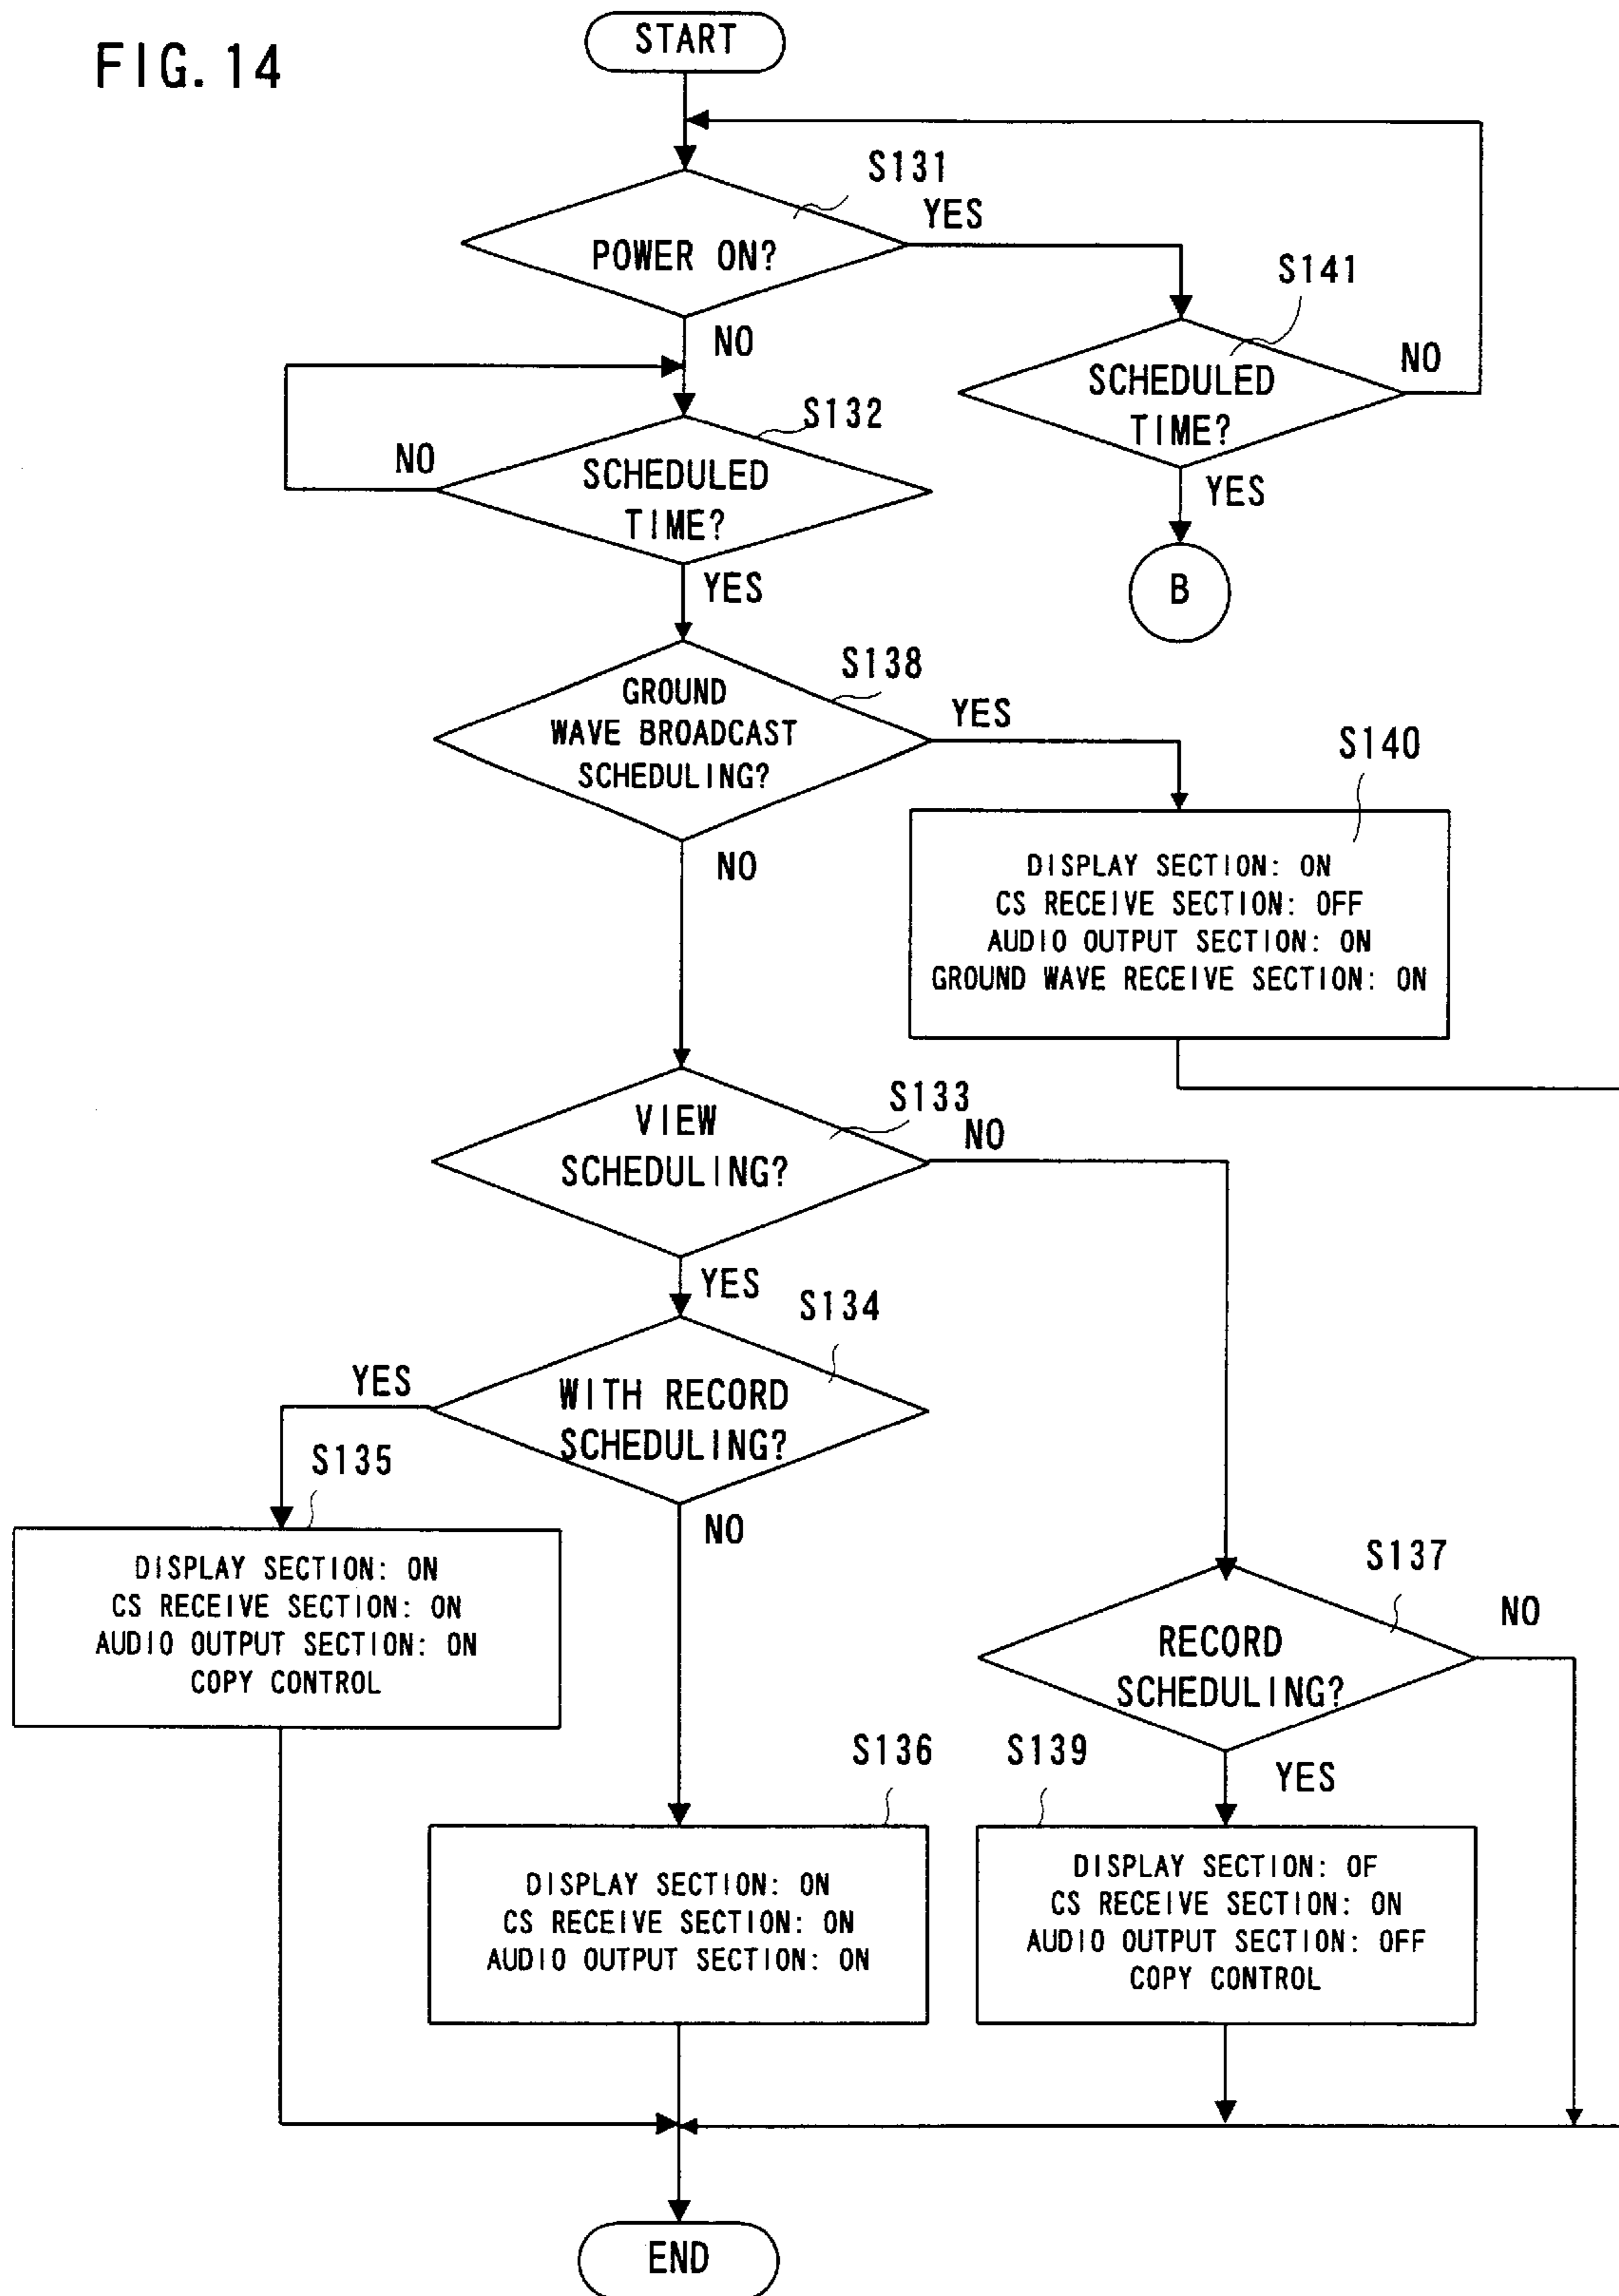 FIG. 14
START
S131
POWER ON?
YES
NO
S141
SCHEDULED
TIME?
NO
YES
B
S132
SCHEDULED
TIME?
NO
YES
S138
GROUND
WAVE BROADCAST
SCHEDULING?
YES
NO
S140
DISPLAY SECTION: ON
CS RECEIVE SECTION: OFF
AUDIO OUTPUT SECTION: ON
GROUND WAVE RECEIVE SECTION: ON
S133
VIEW
SCHEDULING?
NO
YES
S134
WITH RECORD
SCHEDULING?
YES
NO
S135
DISPLAY SECTION: ON
CS RECEIVE SECTION: ON
AUDIO OUTPUT SECTION: ON
COPY CONTROL
S137
RECORD
SCHEDULING?
NO
YES
S136
DISPLAY SECTION: ON
CS RECEIVE SECTION: ON
AUDIO OUTPUT SECTION: ON
S139
DISPLAY SECTION: OF
CS RECEIVE SECTION: ON
AUDIO OUTPUT SECTION: OFF
COPY CONTROL
END